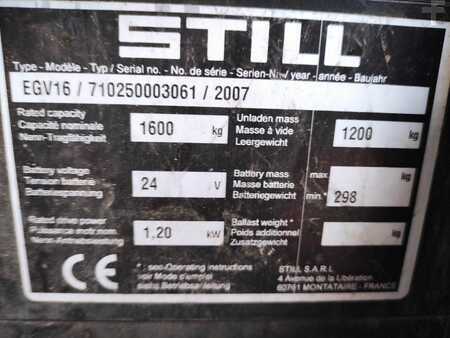 STILL
Type - Modèle - Typ / Serial no. - No. de série - Serien-Nr./ year - année - Baujahr
EGV16 / 710250003061 / 2007
Rated capacity
Capacité nominale
Nenn-Tragfähigkeit
1600 kg
Unladen mass
Masse à vide
Leergewicht
1200 kg
Battery voltage
Tension batterie
Batteriespannung
24 V
Battery mass max.
Masse batterie
Batteriegewicht min.*
kg
298
Rated drive power
Puissance motr.nom.
Nenn-Antriebsleistung
1,20 kW
Ballast weight *
Poids additionnel
Zusatzgewicht
kg
CE
* : see Operating instructions
voir Mode d'emploi
siehe Betriebsanleitung
STILL S.A.R.L
4 Avenue de la Libération
60761 MONTATAIRE - FRANCE